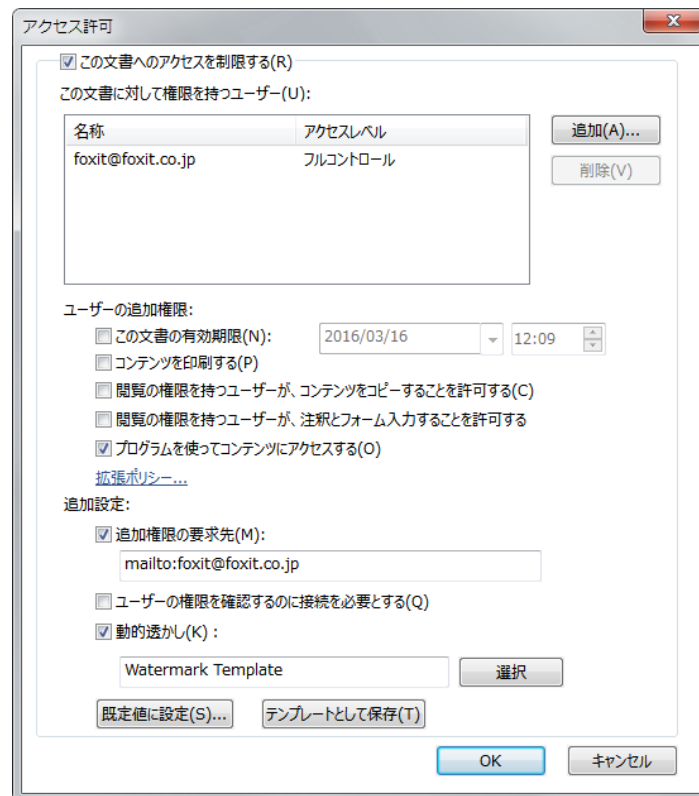 アクセス許可
この文書へのアクセスを制限する(R)
この文書に対して権限を持つユーザー(U):
名称 アクセスレベル 追加(A)...
foxit@foxit.co.jp フルコントロール 削除(V)
ユーザーの追加権限:
この文書の有効期限(N): 2016/03/16 12:09
コンテンツを印刷する(P)
閲覧の権限を持つユーザーが、コンテンツをコピーすることを許可する(C)
閲覧の権限を持つユーザーが、注釈とフォーム入力することを許可する
プログラムを使ってコンテンツにアクセスする(O)
拡張ポリシー...
追加設定:
追加権限の要求先(M):
mailto:foxit@foxit.co.jp
ユーザーの権限を確認するのに接続を必要とする(Q)
動的透かし(K) :
Watermark Template 選択
既定値に設定(S)... テンプレートとして保存(T)
OK キャンセル